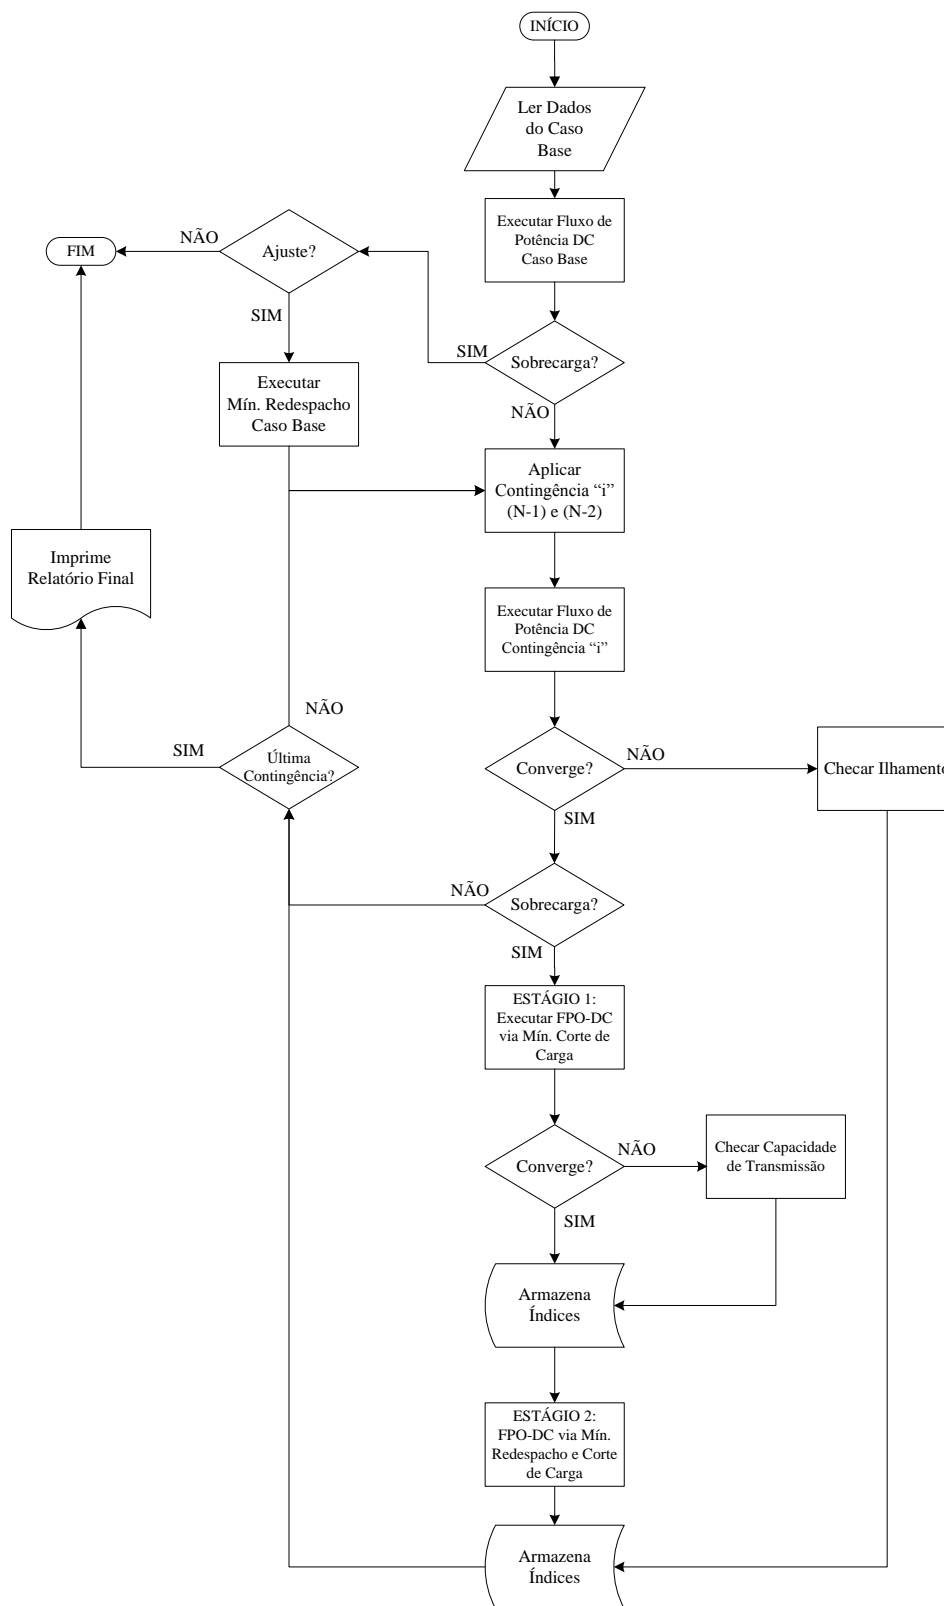 INÍCIO
Ler Dados
do Caso
Base
Executar Fluxo de
Potência DC
Caso Base
NÃO
Ajuste?
FIM
SIM
SIM
Sobrecarga?
NÃO
Executar
Mín. Redespacho
Caso Base
Aplicar
Contingência “i”
(N-1) e (N-2)
Imprime
Relatório Final
Executar Fluxo de
Potência DC
Contingência “i”
NÃO
SIM
Última
Contingência?
Converge?
NÃO
Checar Ilhamento
SIM
NÃO
Sobrecarga?
SIM
ESTÁGIO 1:
Executar FPO-DC
via Mín. Corte de
Carga
Converge?
NÃO
Checar Capacidade
de Transmissão
SIM
Armazena
Índices
ESTÁGIO 2:
FPO-DC via Mín.
Redespacho e Corte
de Carga
Armazena
Índices